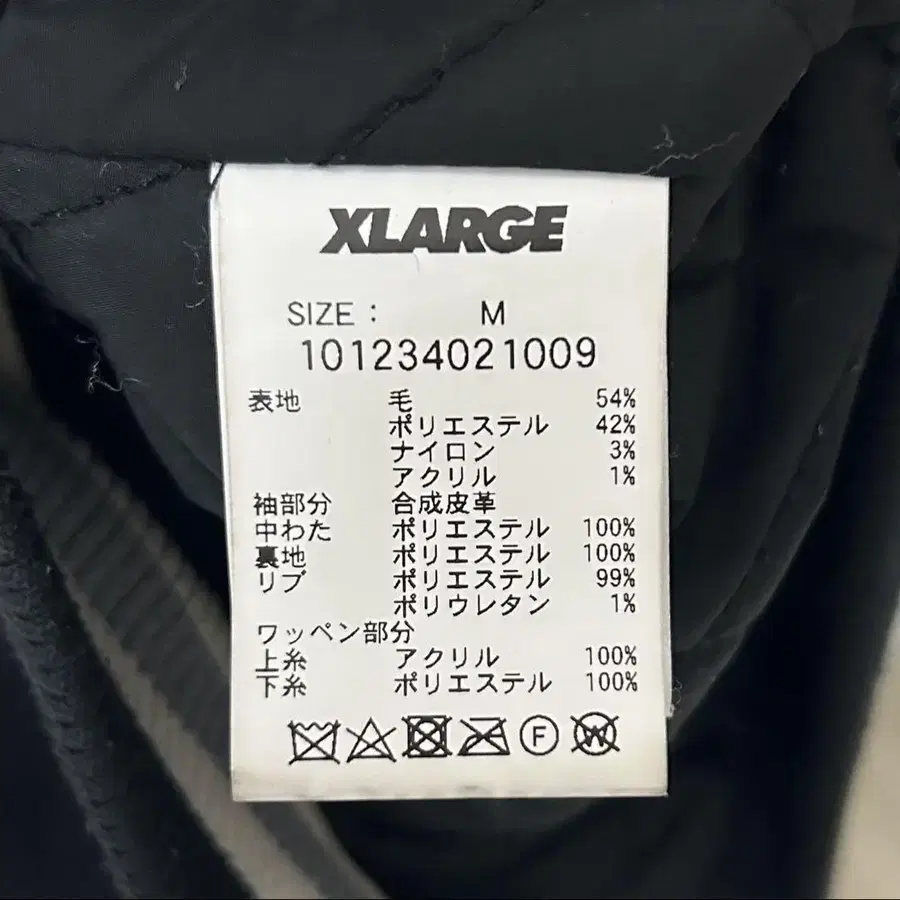 XLARGE
SIZE : M
101234021009
表地 毛 54%
ポリエステル 42%
ナイロン 3%
アクリル 1%
袖部分 合成皮革
中わた ポリエステル 100%
裏地 ポリエステル 100%
リブ ポリエステル 99%
ポリウレタン 1%
ワッペン部分
上糸 アクリル 100%
下糸 ポリエステル 100%
F W